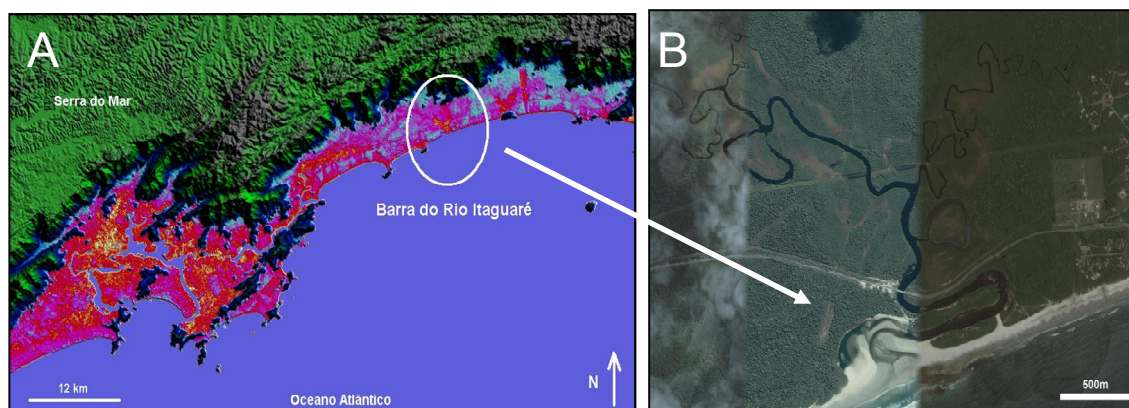 A
Serra do Mar
Barra do Rio Itaguaré
12 km
Oceano Atlântico
N
B
500m